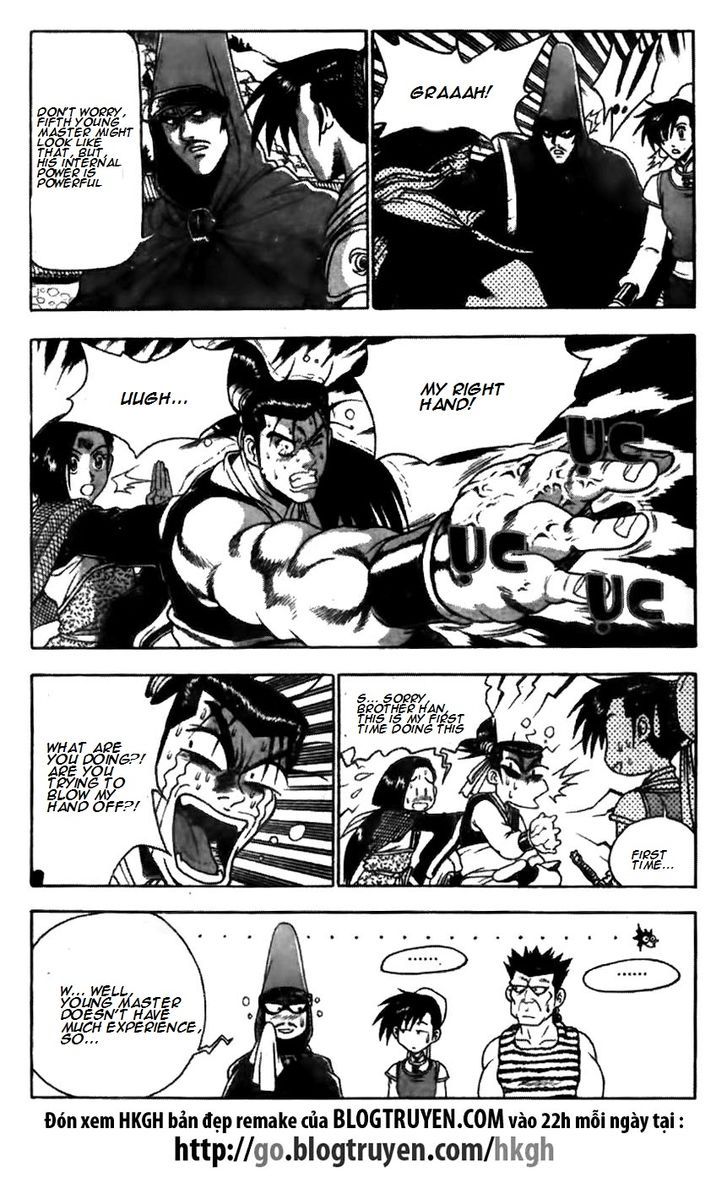 DON'T WORRY,
FIFTH YOUNG
MASTER MIGHT
LOOK LIKE
THAT, BUT
HIS INTERNAL
POWER IS
POWERFUL
GRAAAH!
UUGH...
MY RIGHT
HAND!
ỤC
ỤC
ỤC
WHAT ARE
YOU DOING?!
ARE YOU
TRYING TO
BLOW MY
HAND OFF?!
S... SORRY
BROTHER HAN,
THIS IS MY FIRST
TIME DOING THIS
FIRST
TIME...
W... WELL,
YOUNG MASTER
DOESN'T HAVE
MUCH EXPERIENCE,
SO...
......
......
Đón xem HKGH bản đẹp remake của BLOGTRUYEN.COM vào 22h mỗi ngày tại :
http://go.blogtruyen.com/hkgh